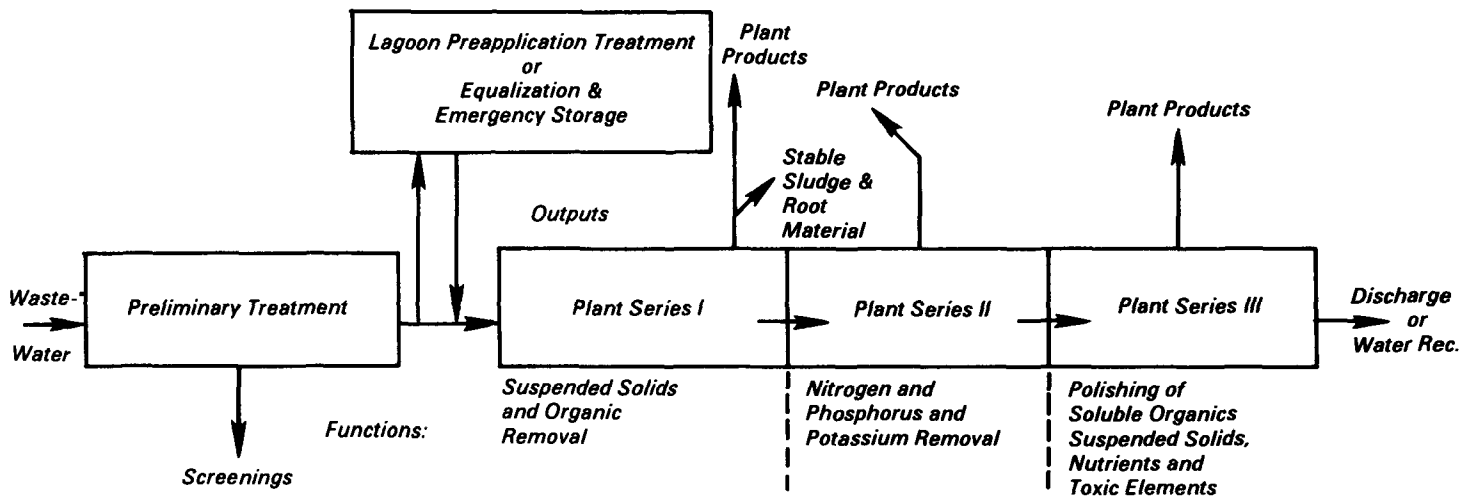 Lagoon Preapplication Treatment
or
Equalization &
Emergency Storage
Plant
Products
Plant Products
Plant Products
Stable
Sludge &
Root
Material
Outputs
Waste-
Water
Preliminary Treatment
Plant Series I
Plant Series II
Plant Series III
Discharge
or
Water Rec.
Screenings
Functions:
Suspended Solids
and Organic
Removal
Nitrogen and
Phosphorus and
Potassium Removal
Polishing of
Soluble Organics
Suspended Solids,
Nutrients and
Toxic Elements